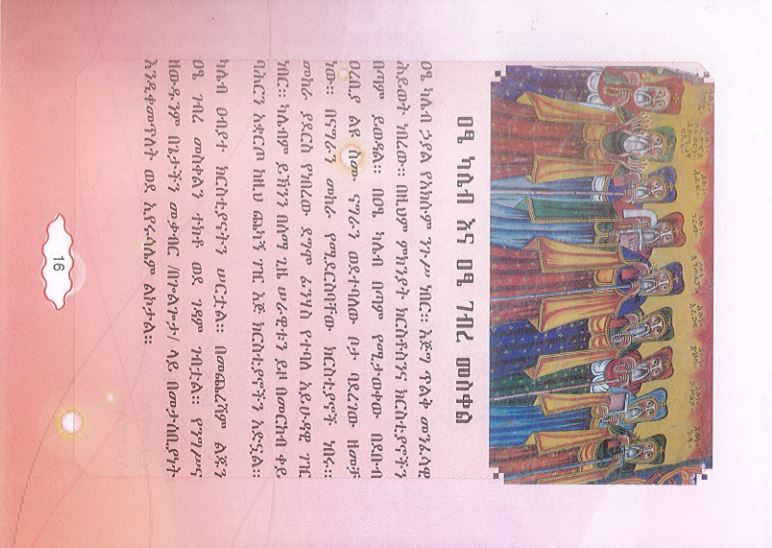 ዐፄ ካሌብ እና ዐፄ ገብረ መስቀል
ዐፄ ካሌብ ኃያል የአክሱም ንጉሥ ነበር። እጅግ ጥልቅ መንፈሳዊ
ሕይወት ነበረው። በዚህም ምክንያት ክርስቶስንና ክርስቲያኖችን
በጣም ይወዳል። በዐፄ ካሌብ በጣም የሚታወቀው በደቡብ
ዐረቢያ ልዩ ስሙ ናግራን ወደተባለው ቦታ ባደረገው ዘመቻ
ነው። በናግራን መከራ የሚደርስባቸው ክርስቲያኖች ነበሩ።
መከራ ያደርስ የነበረው ደግሞ ፊንሃስ የተባለ አይሁዳዊ ገዢ
ነበር። ካሌብም ይኽንን በሰማ ጊዜ ሠራዊቱን ይዞ በመርከብ ቀይ
ባሕርን አቋርጦ ከዚህ ጨካኝ ገዢ እጅ ክርስቲያኖችን አድኗል።
ካሌብ ዐብያተ ክርስቲያናትን ሠርቷል። በመጨረሻም ልጁን
ዐፄ ገብረ መስቀልን ተክቶ ወደ ገዳም ገብቷል። የንግሥና
ዘውዱንም በጌታችን መቃብር /በጎልጎታ/ ላይ በመታሰቢያነት
እንዲቀመጥለት ወደ ኢየሩሳሌም ልኮታል።
16